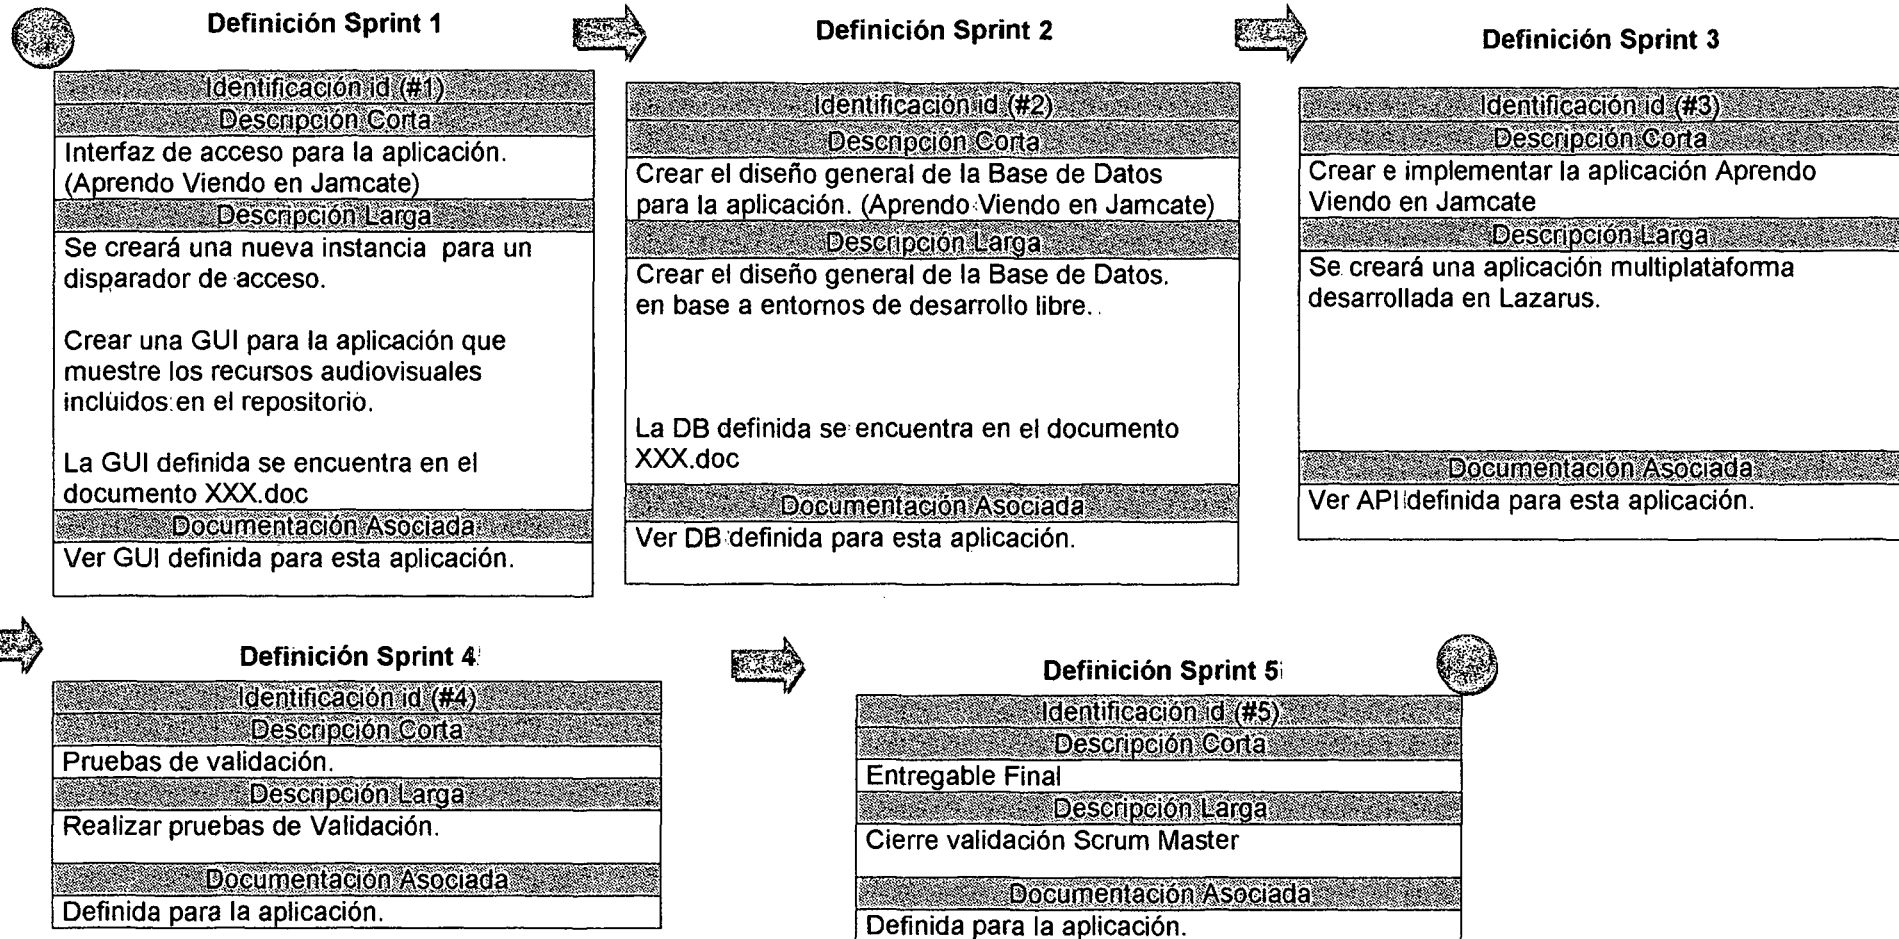 Definición Sprint 1
Identificación id (#1)
Descripción Corta
Interfaz de acceso para la aplicación.
(Aprendo Viendo en Jamcate)
Descripción Larga
Se creará una nueva instancia para un
disparador de acceso.
Crear una GUI para la aplicación que
muestre los recursos audiovisuales
incluidos en el repositorio.
La GUI definida se encuentra en el
documento XXX.doc
Documentación Asociada
Ver GUI definida para esta aplicación.
Definición Sprint 2
Identificación id (#2)
Descripción Corta
Crear el diseño general de la Base de Datos
para la aplicación. (Aprendo Viendo en Jamcate)
Descripción Larga
Crear el diseño general de la Base de Datos.
en base a entornos de desarrollo libre.
La DB definida se encuentra en el documento
XXX.doc
Documentación Asociada
Ver DB definida para esta aplicación.
Definición Sprint 3
Identificación id (#3)
Descripción Corta
Crear e implementar la aplicación Aprendo
Viendo en Jamcate
Descripción Larga
Se creará una aplicación multiplataforma
desarrollada en Lazarus.
Documentación Asociada
Ver API definida para esta aplicación.
Definición Sprint 4
Identificación id (#4)
Descripción Corta
Pruebas de validación.
Descripción Larga
Realizar pruebas de Validación.
Documentación Asociada
Definida para la aplicación.
Definición Sprint 5
Identificación id (#5)
Descripción Corta
Entregable Final
Descripción Larga
Cierre validación Scrum Master
Documentación Asociada
Definida para la aplicación.